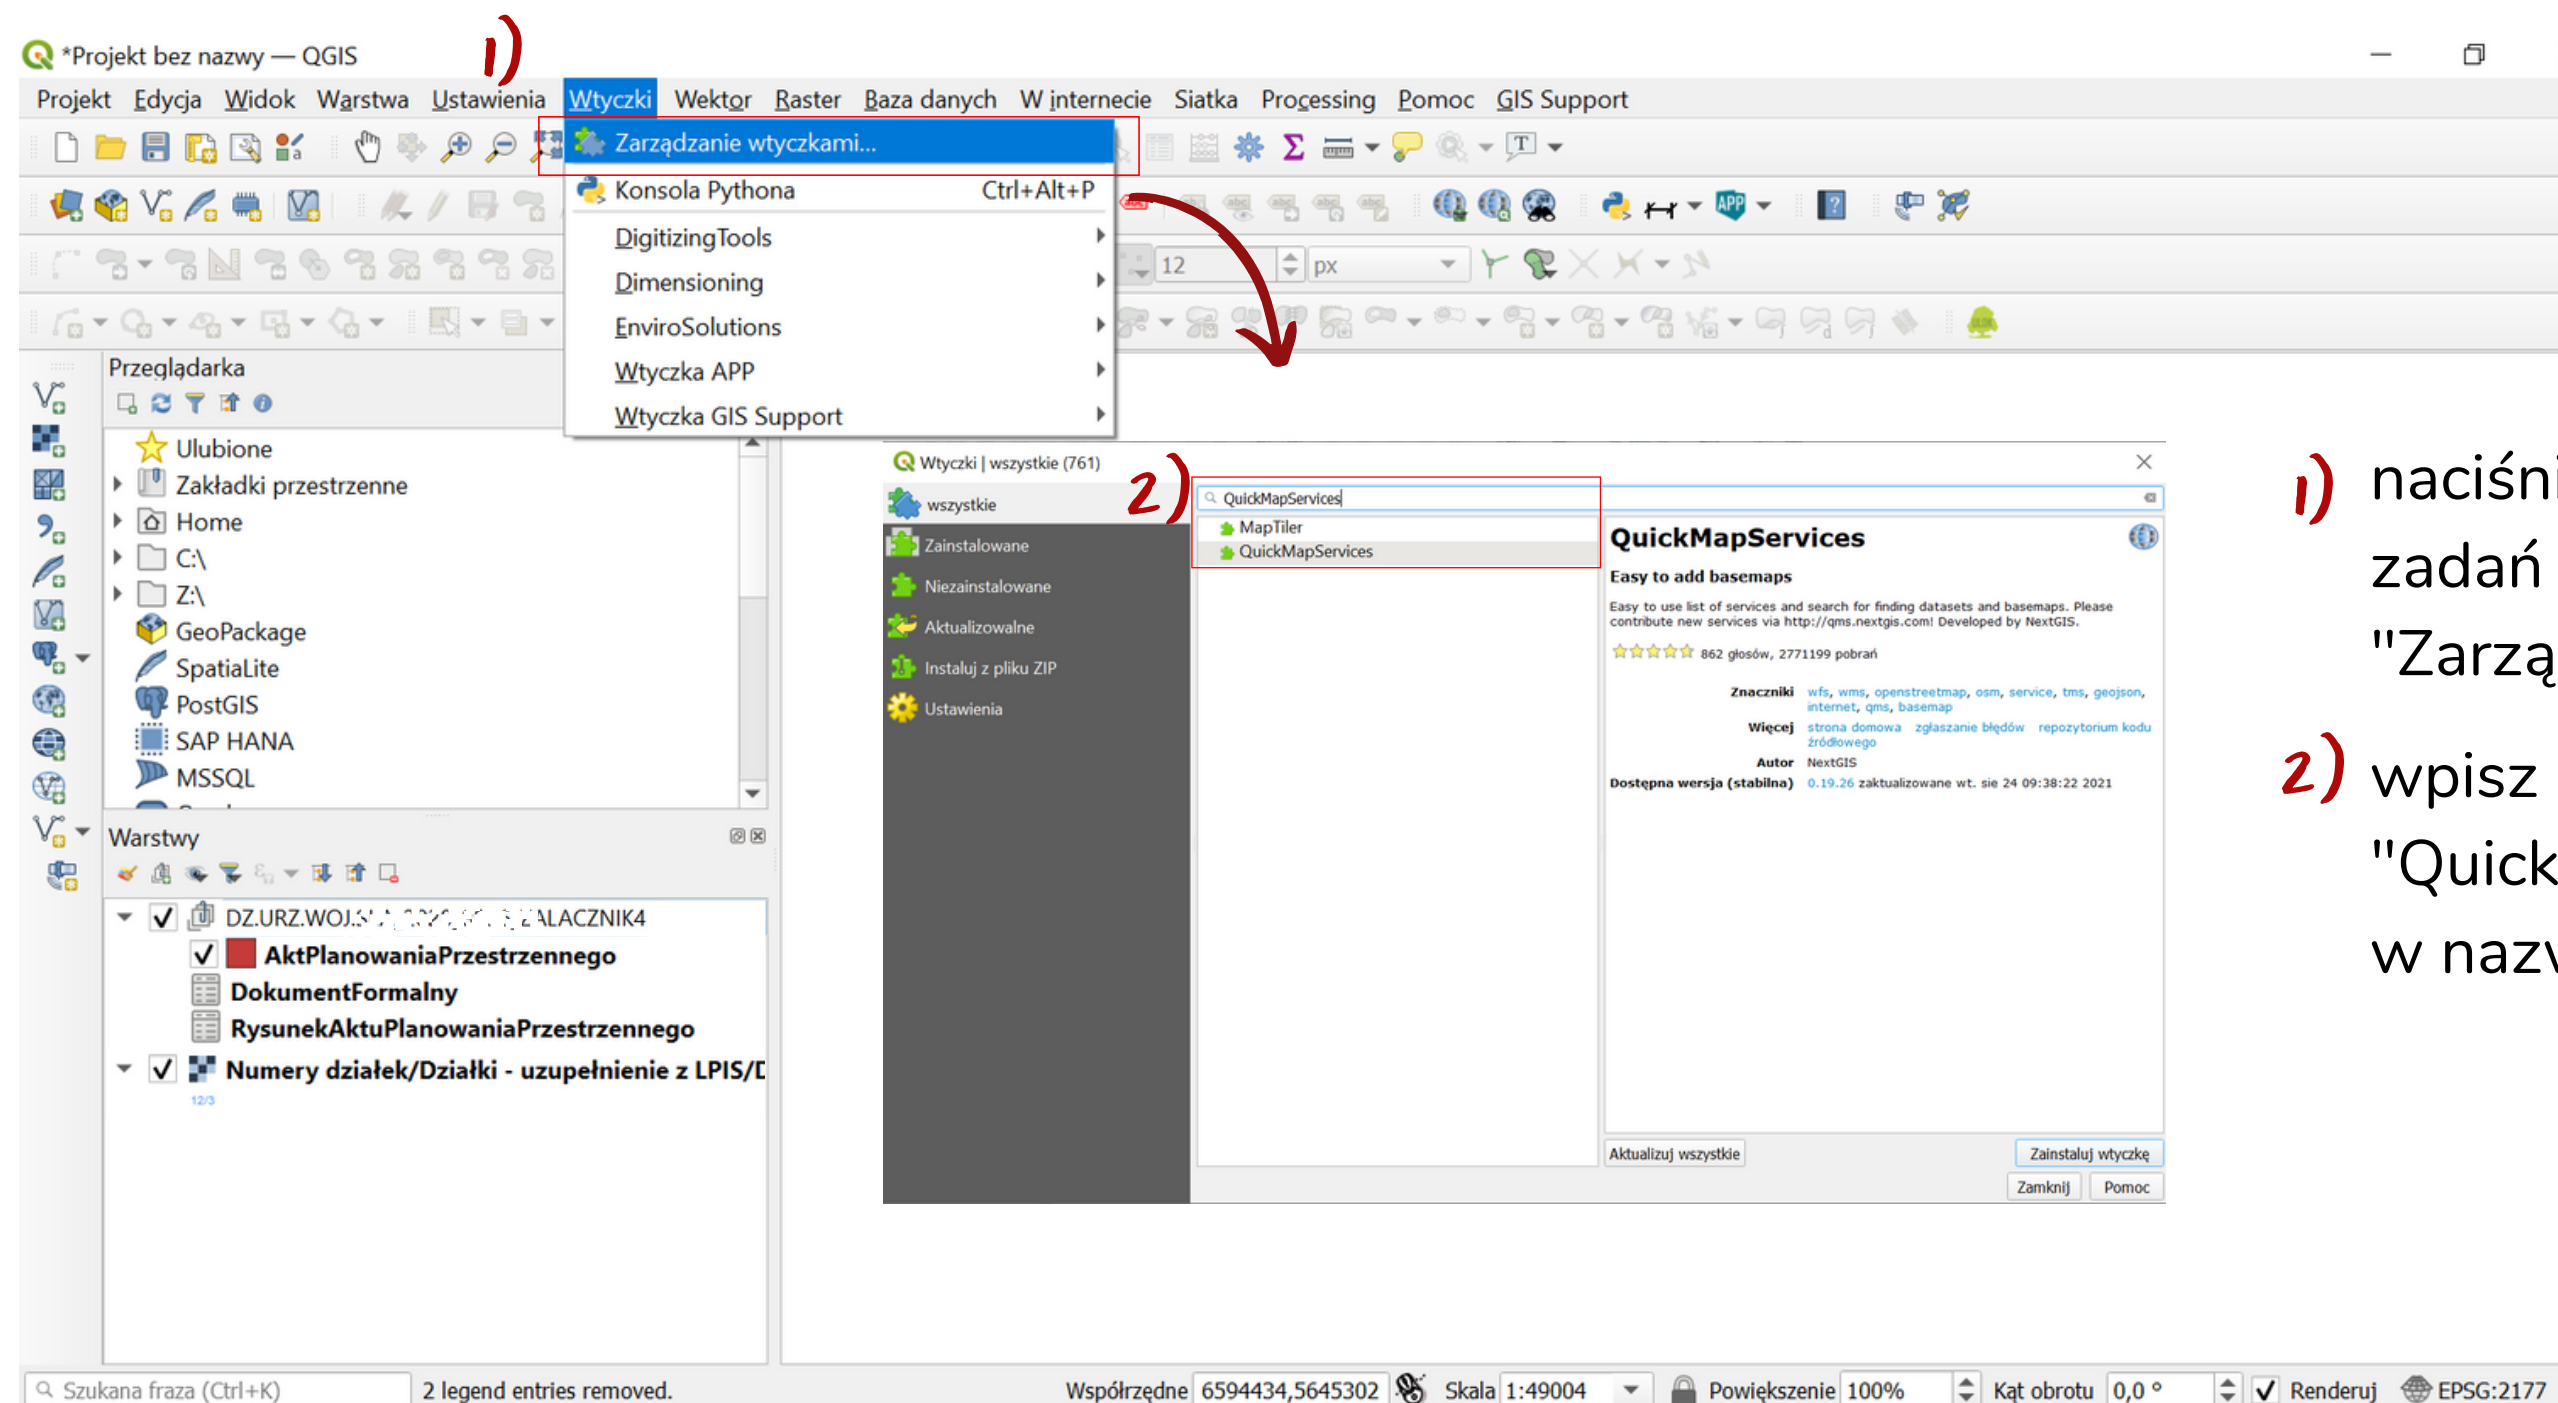 1)
*Projekt bez nazwy — QGIS
Projekt Edycja Widok Warstwa Ustawienia Wtyczki Wektor Raster Baza danych W internecie Siatka Processing Pomoc GIS Support
Zarządzanie wtyczkami...
Konsola Pythona Ctrl+Alt+P
DigitizingTools
12 px
Dimensioning
EnviroSolutions
Wtyczka APP
Wtyczka GIS Support
Przeglądarka
Ulubione
Zakładki przestrzenne
Home
C:\
Z:\
GeoPackage
SpatiaLite
PostGIS
SAP HANA
MSSQL
Warstwy
DZ.URZ.WOJ. ALACZNIK4
AktPlanowaniaPrzestrzennego
DokumentFormalny
RysunekAktuPlanowaniaPrzestrzennego
Numery działek/Działki - uzupełnienie z LPIS/D
12/3
Wtyczki | wszystkie (761)
2)
wszystkie
Zainstalowane
Niezainstalowane
Aktualizowalne
Instaluj z pliku ZIP
Ustawienia
QuickMapServices
MapTiler
QuickMapServices
QuickMapServices
Easy to add basemaps
Easy to use list of services and search for finding datasets and basemaps. Please
contribute new services via http://qms.nextgis.com! Developed by NextGIS.
862 głosów, 2771199 pobrań
Znaczniki wfs, wms, openstreetmap, osm, service, tms, geojson,
internet, qms, basemap
Więcej strona domowa zgłaszanie błędów repozytorium kodu
źródłowego
Autor NextGIS
Dostępna wersja (stabilna) 0.19.26 zaktualizowane wt. sie 24 09:38:22 2021
Aktualizuj wszystkie Zainstaluj wtyczkę
Zamknij Pomoc
1) naciśni
zadań
"Zarzą
2) wpisz
"Quick
w nazw
Szukana fraza (Ctrl+K) 2 legend entries removed. Współrzędne 6594434,5645302 Skala 1:49004 Powiększenie 100% Kąt obrotu 0,0 ° Renderuj EPSG:2177